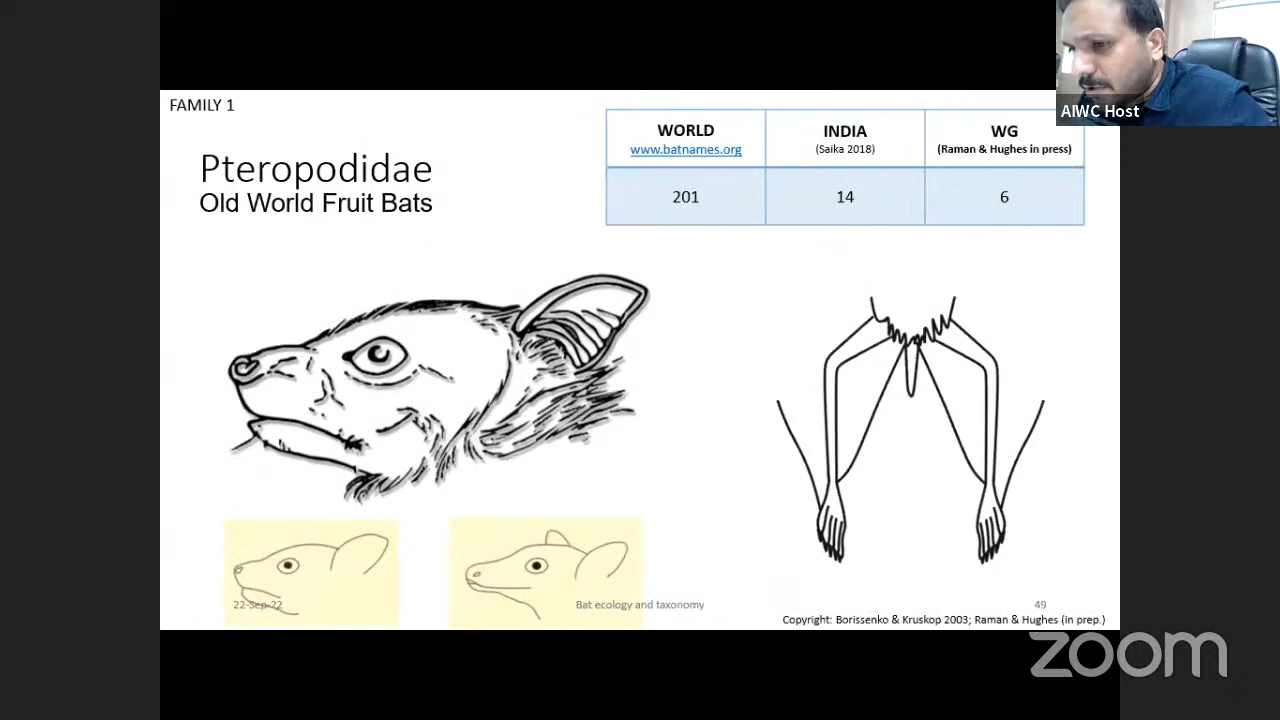 FAMILY 1
Pteropodidae
Old World Fruit Bats
WORLD
www.batnames.org
INDIA
(Saika 2018)
WG
(Raman & Hughes in press)
201
14
6
AIWC Host
22-Sep-22
Bat ecology and taxonomy
49
Copyright: Borissenko & Kruskop 2003; Raman & Hughes (in prep.)
zoom